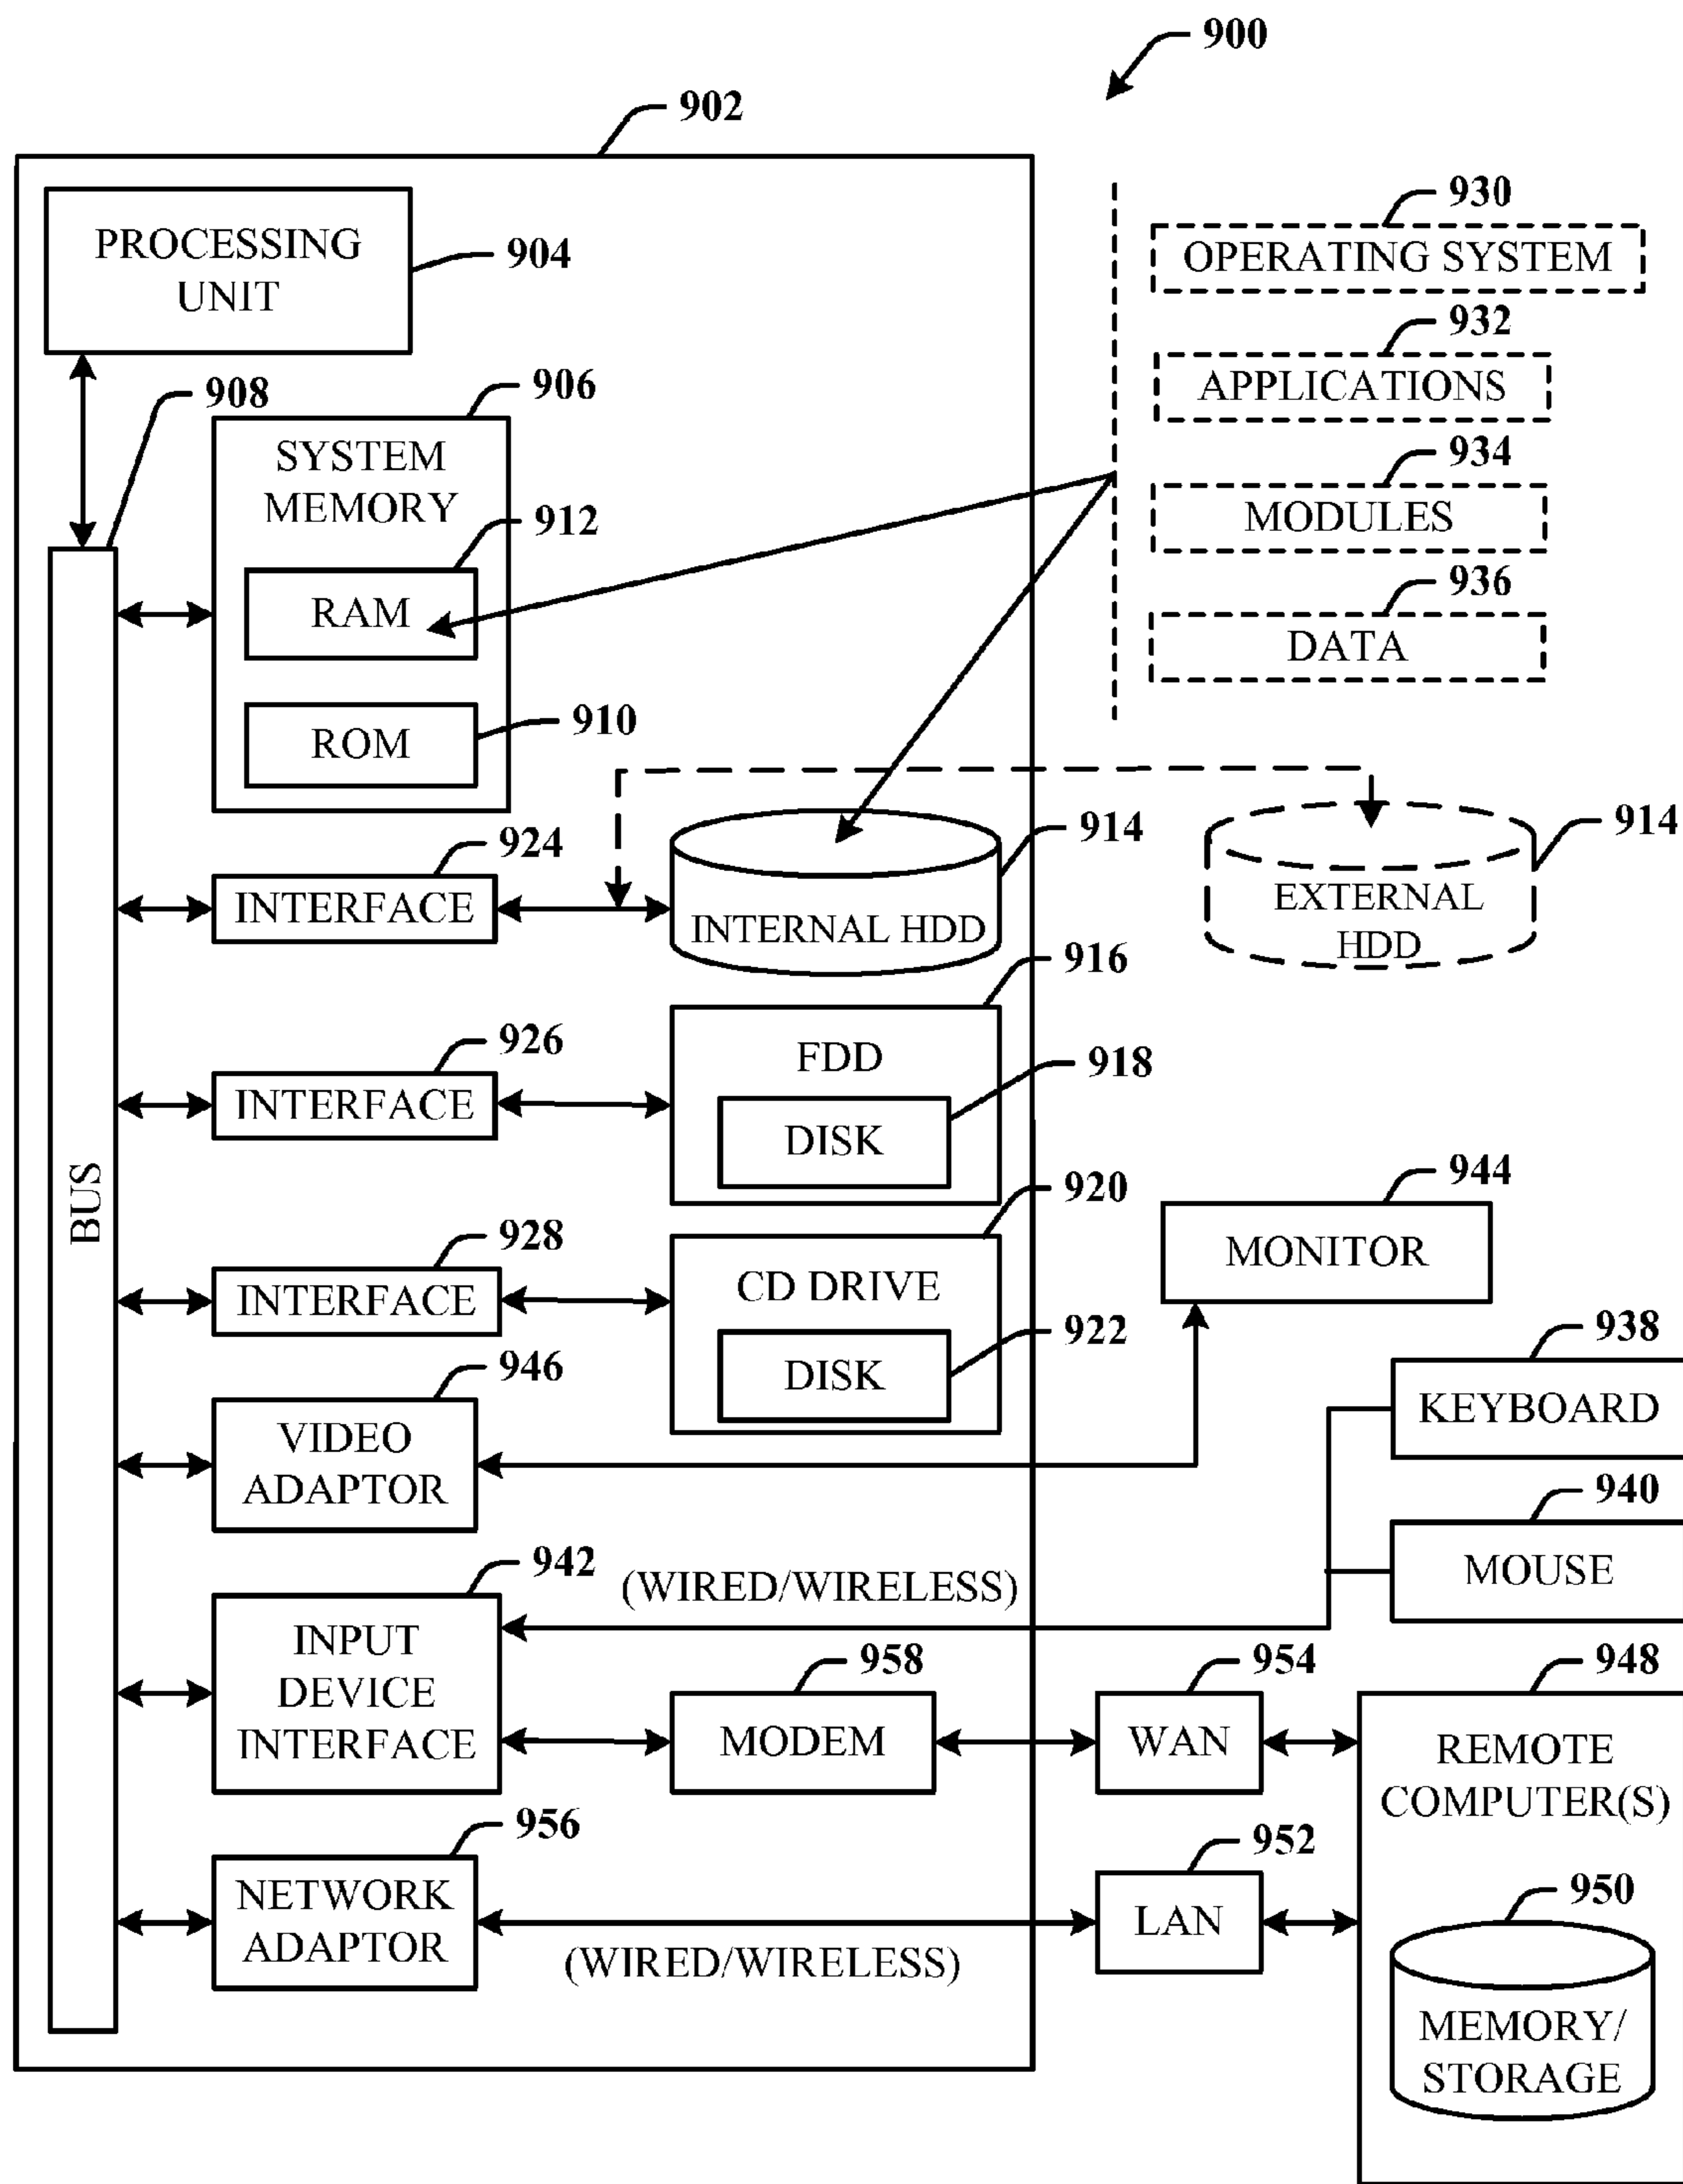 900
902
PROCESSING
UNIT
904
930
OPERATING SYSTEM
932
APPLICATIONS
934
MODULES
936
DATA
908
906
SYSTEM
MEMORY
912
RAM
910
ROM
BUS
924
INTERFACE
914
INTERNAL HDD
914
EXTERNAL
HDD
926
INTERFACE
916
FDD
918
DISK
928
INTERFACE
920
CD DRIVE
922
DISK
944
MONITOR
946
VIDEO
ADAPTOR
938
KEYBOARD
940
MOUSE
942
(WIRED/WIRELESS)
INPUT
DEVICE
INTERFACE
958
MODEM
954
WAN
948
REMOTE
COMPUTER(S)
956
NETWORK
ADAPTOR
(WIRED/WIRELESS)
952
LAN
950
MEMORY/
STORAGE